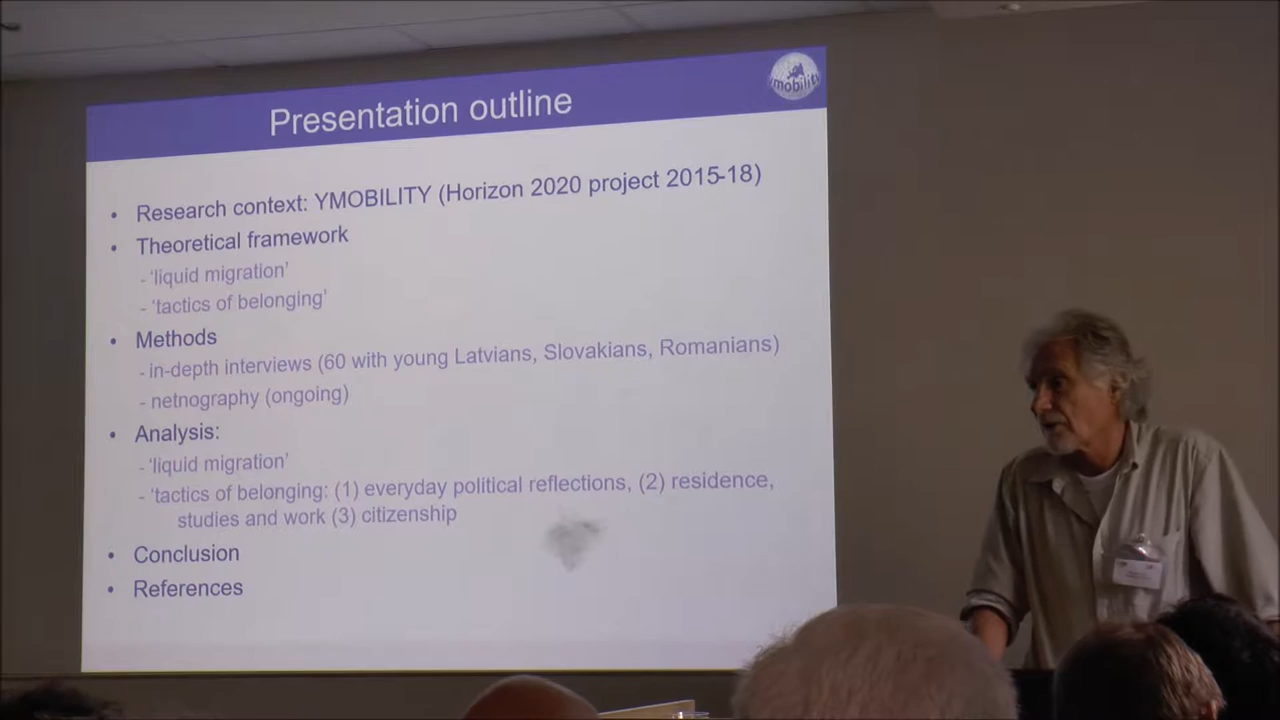 Presentation outline
ymobility
• Research context: YMOBILITY (Horizon 2020 project 2015-18)
• Theoretical framework
- 'liquid migration'
- 'tactics of belonging'
• Methods
- in-depth interviews (60 with young Latvians, Slovakians, Romanians)
- netnography (ongoing)
• Analysis:
- 'liquid migration'
- 'tactics of belonging: (1) everyday political reflections, (2) residence,
studies and work (3) citizenship
• Conclusion
• References